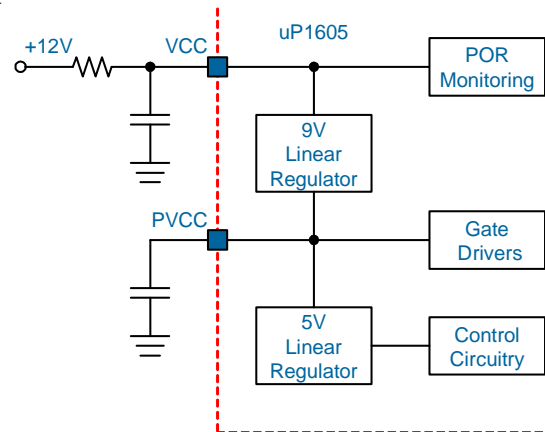 +12V
VCC
uP1605
POR
Monitoring
9V
Linear
Regulator
PVCC
Gate
Drivers
5V
Linear
Regulator
Control
Circuitry